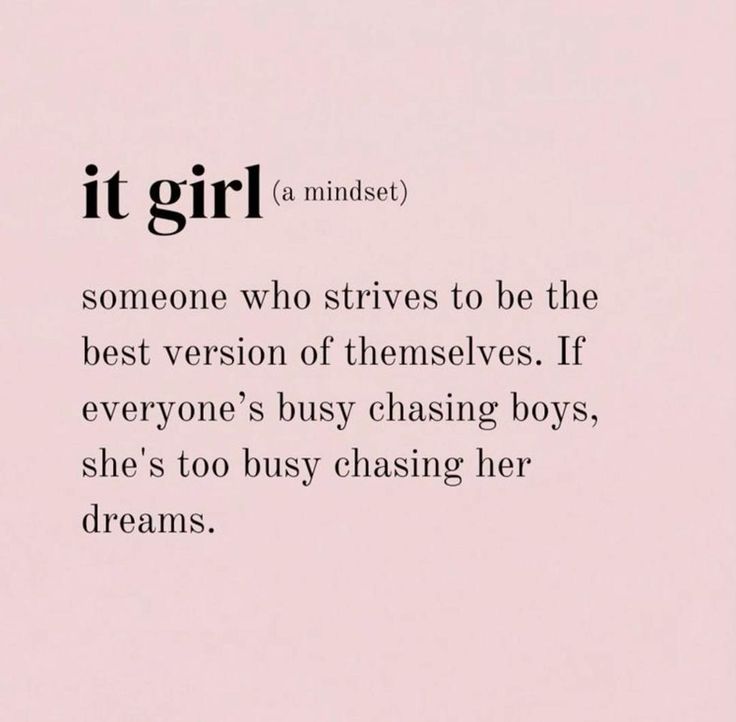 it girl (a mindset)
someone who strives to be the
best version of themselves. If
everyone’s busy chasing boys,
she's too busy chasing her
dreams.